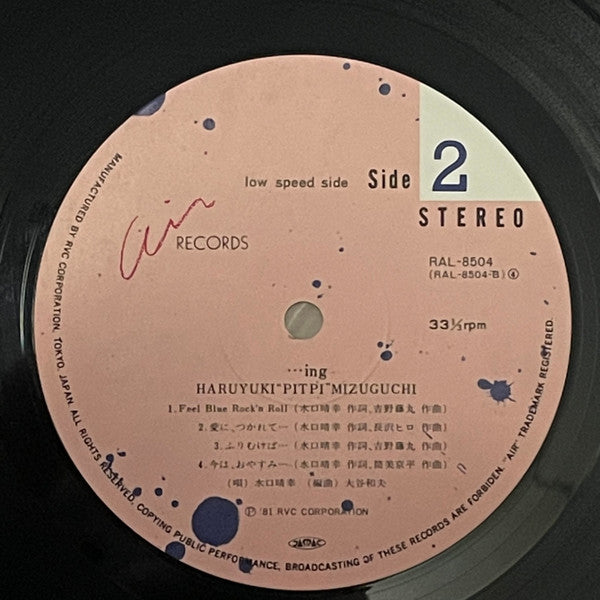 low speed side Side 2
STEREO
air RECORDS
RAL-8504
(RAL-8504-B) ④
33⅓rpm
…ing
HARUYUKI"PITPI"MIZUGUCHI
1. Feel Blue Rock'n Roll (水口晴幸 作詞、吉野藤丸 作曲)
2. 愛に、つかれて… (水口晴幸 作詞、長沢ヒロ 作曲)
3. ふりむけば… (水口晴幸 作詞、吉野藤丸 作曲)
4. 今は、おやすみ… (水口晴幸 作詞、筒美京平 作曲)
(唄) 水口晴幸 (編曲) 大谷和夫
Ⓟ '81 RVC CORPORATION
JASRAC
MANUFACTURED BY RVC CORPORATION, TOKYO, JAPAN. ALL RIGHTS RESERVED. COPYING PUBLIC PERFORMANCE, BROADCASTING OF THESE RECORDS ARE FORBIDEN. "AIR" TRADEMARK REGISTERED.